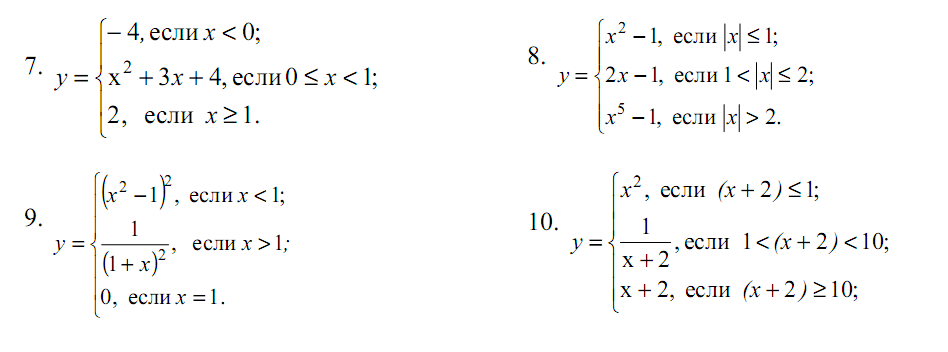 7. y = { − 4, если x < 0;
x² + 3x + 4, если 0 ≤ x < 1;
2, если x ≥ 1.
8. y = { x² − 1, если |x| ≤ 1;
2x − 1, если 1 < |x| ≤ 2;
x⁵ − 1, если |x| > 2.
9. y = { (x² − 1)², если x < 1;
1/(1 + x)², если x > 1;
0, если x = 1.
10. y = { x², если (x + 2) ≤ 1;
1/(x + 2), если 1 < (x + 2) < 10;
x + 2, если (x + 2) ≥ 10;